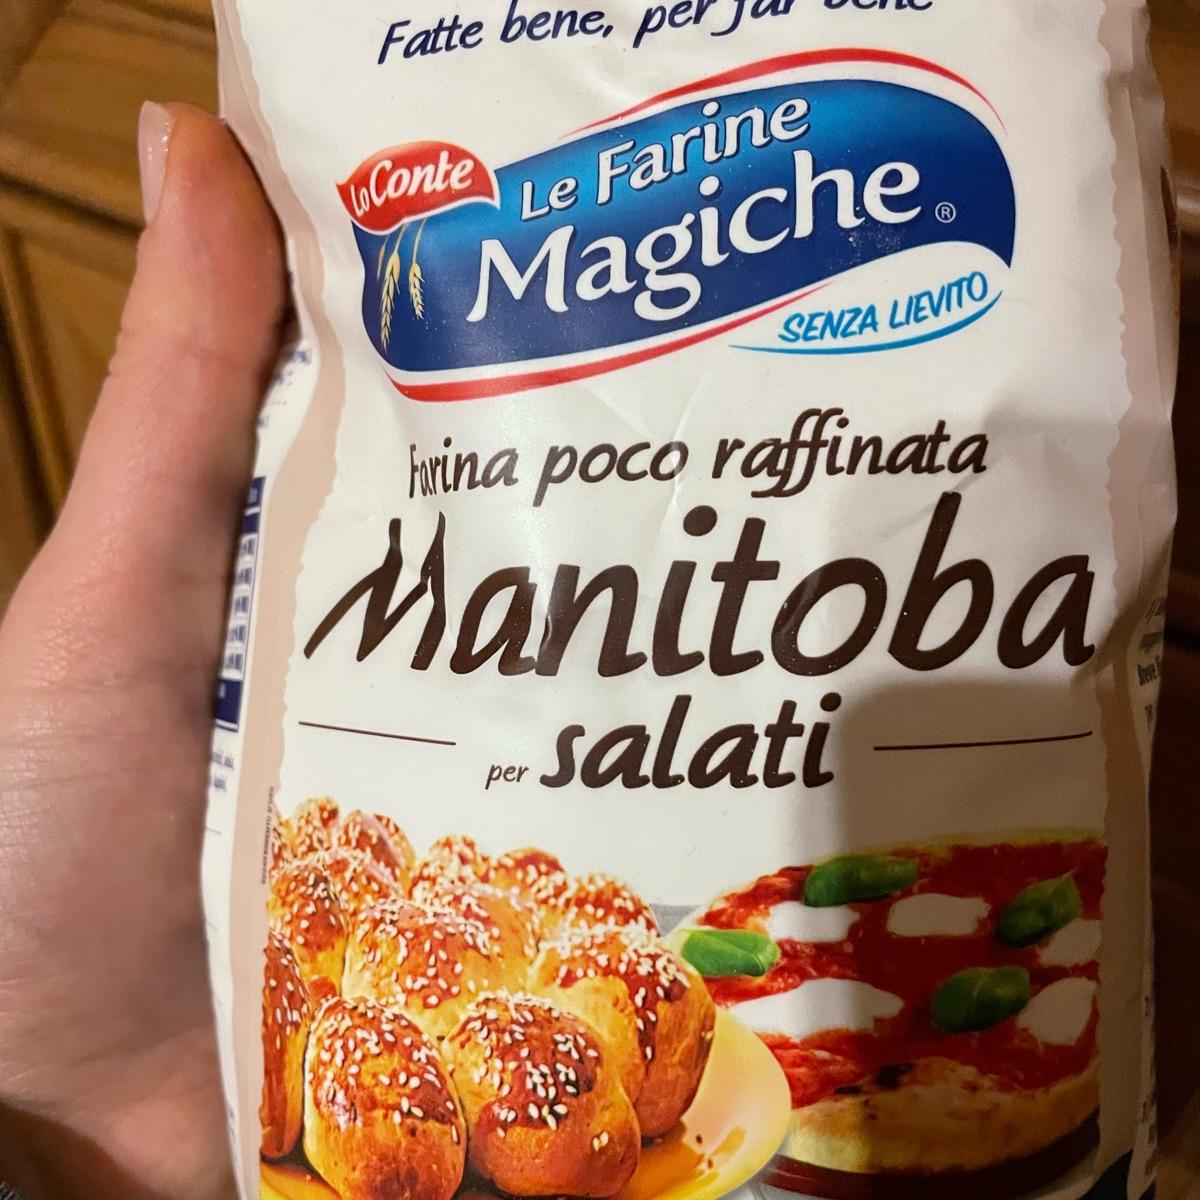 Fatte bene, per far bene
Lo Conte
Le Farine
Magiche ®
SENZA LIEVITO
Farina poco raffinata
Manitoba
per salati